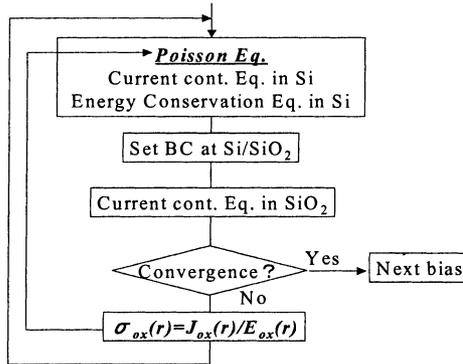 Poisson Eq.
Current cont. Eq. in Si
Energy Conservation Eq. in Si
Set BC at Si/SiO₂
Current cont. Eq. in SiO₂
Convergence?
Yes
Next bias
No
σox(r)=Jox(r)/Eox(r)